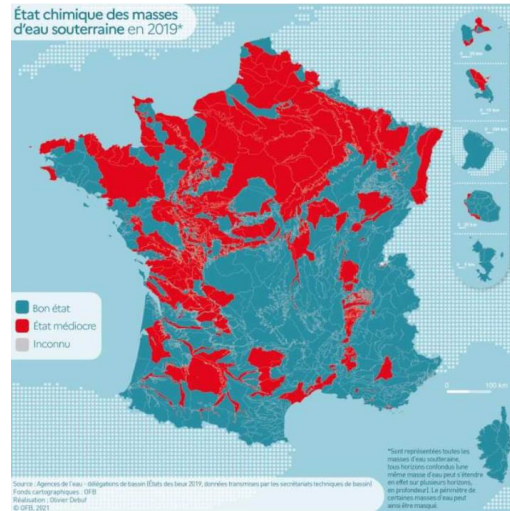 État chimique des masses
d'eau souterraine en 2019*
Bon état
État médiocre
Inconnu
0 100 km
*Sont représentées toutes les
masses d'eau souterraine,
tous horizons confondus (une
même masse d'eau peut s'étendre
en effet sur plusieurs horizons,
en profondeur). Le périmètre de
certaines masses d'eau peut
ainsi être masqué.
Source : Agences de l'eau - délégations de bassin (États des lieux 2019, données transmises par les secrétariats techniques de bassin)
Fonds cartographiques : OFB
Réalisation : Olivier Debuf
© OFB, 2021